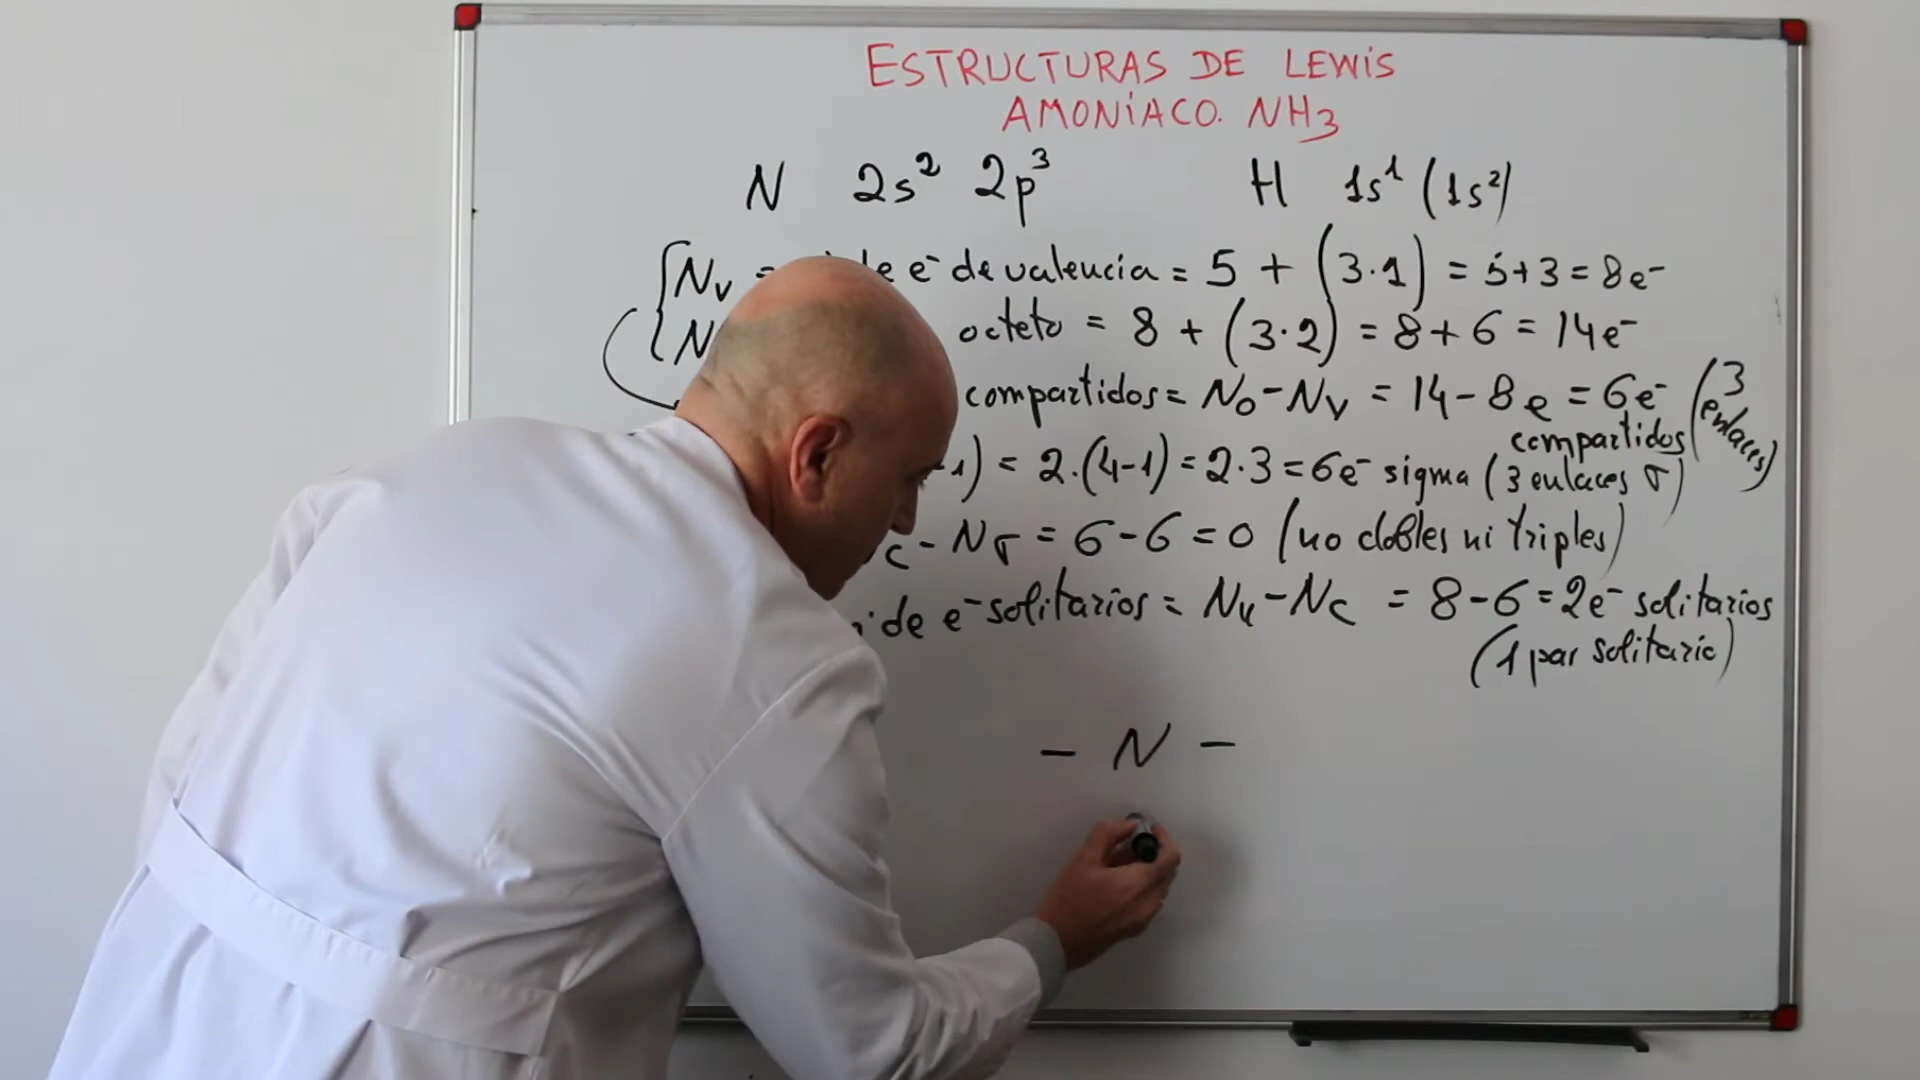 ESTRUCTURAS DE LEWIS
AMONÍACO. NH3
N 2s² 2p³ H 1s¹ (1s²)
Nv = de e⁻ de valencia = 5 + (3·1) = 5+3 = 8e⁻
N octeto = 8 + (3·2) = 8+6 = 14e⁻
compartidos = No-Nv = 14-8e = 6e⁻ compartidos (3 enlaces)
-1) = 2·(4-1) = 2·3 = 6e⁻ sigma (3 enlaces σ)
c - Nσ = 6-6 = 0 (no dobles ni triples)
de e⁻ solitarios = Nv-Nc = 8-6 = 2e⁻ solitarios
(1 par solitario)
- N -